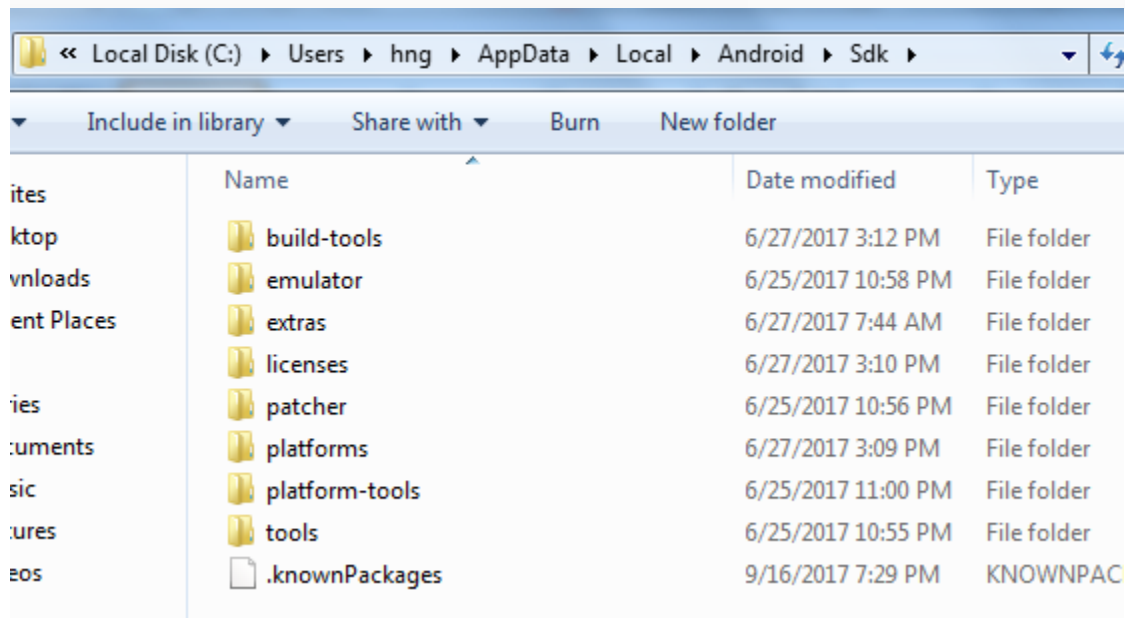 « Local Disk (C:) ▸ Users ▸ hng ▸ AppData ▸ Local ▸ Android ▸ Sdk ▸
Include in library Share with Burn New folder
Name Date modified Type
ites
ktop
wnloads
ent Places
ries
cuments
sic
tures
eos
build-tools 6/27/2017 3:12 PM File folder
emulator 6/25/2017 10:58 PM File folder
extras 6/27/2017 7:44 AM File folder
licenses 6/27/2017 3:10 PM File folder
patcher 6/25/2017 10:56 PM File folder
platforms 6/27/2017 3:09 PM File folder
platform-tools 6/25/2017 11:00 PM File folder
tools 6/25/2017 10:55 PM File folder
.knownPackages 9/16/2017 7:29 PM KNOWNPAC